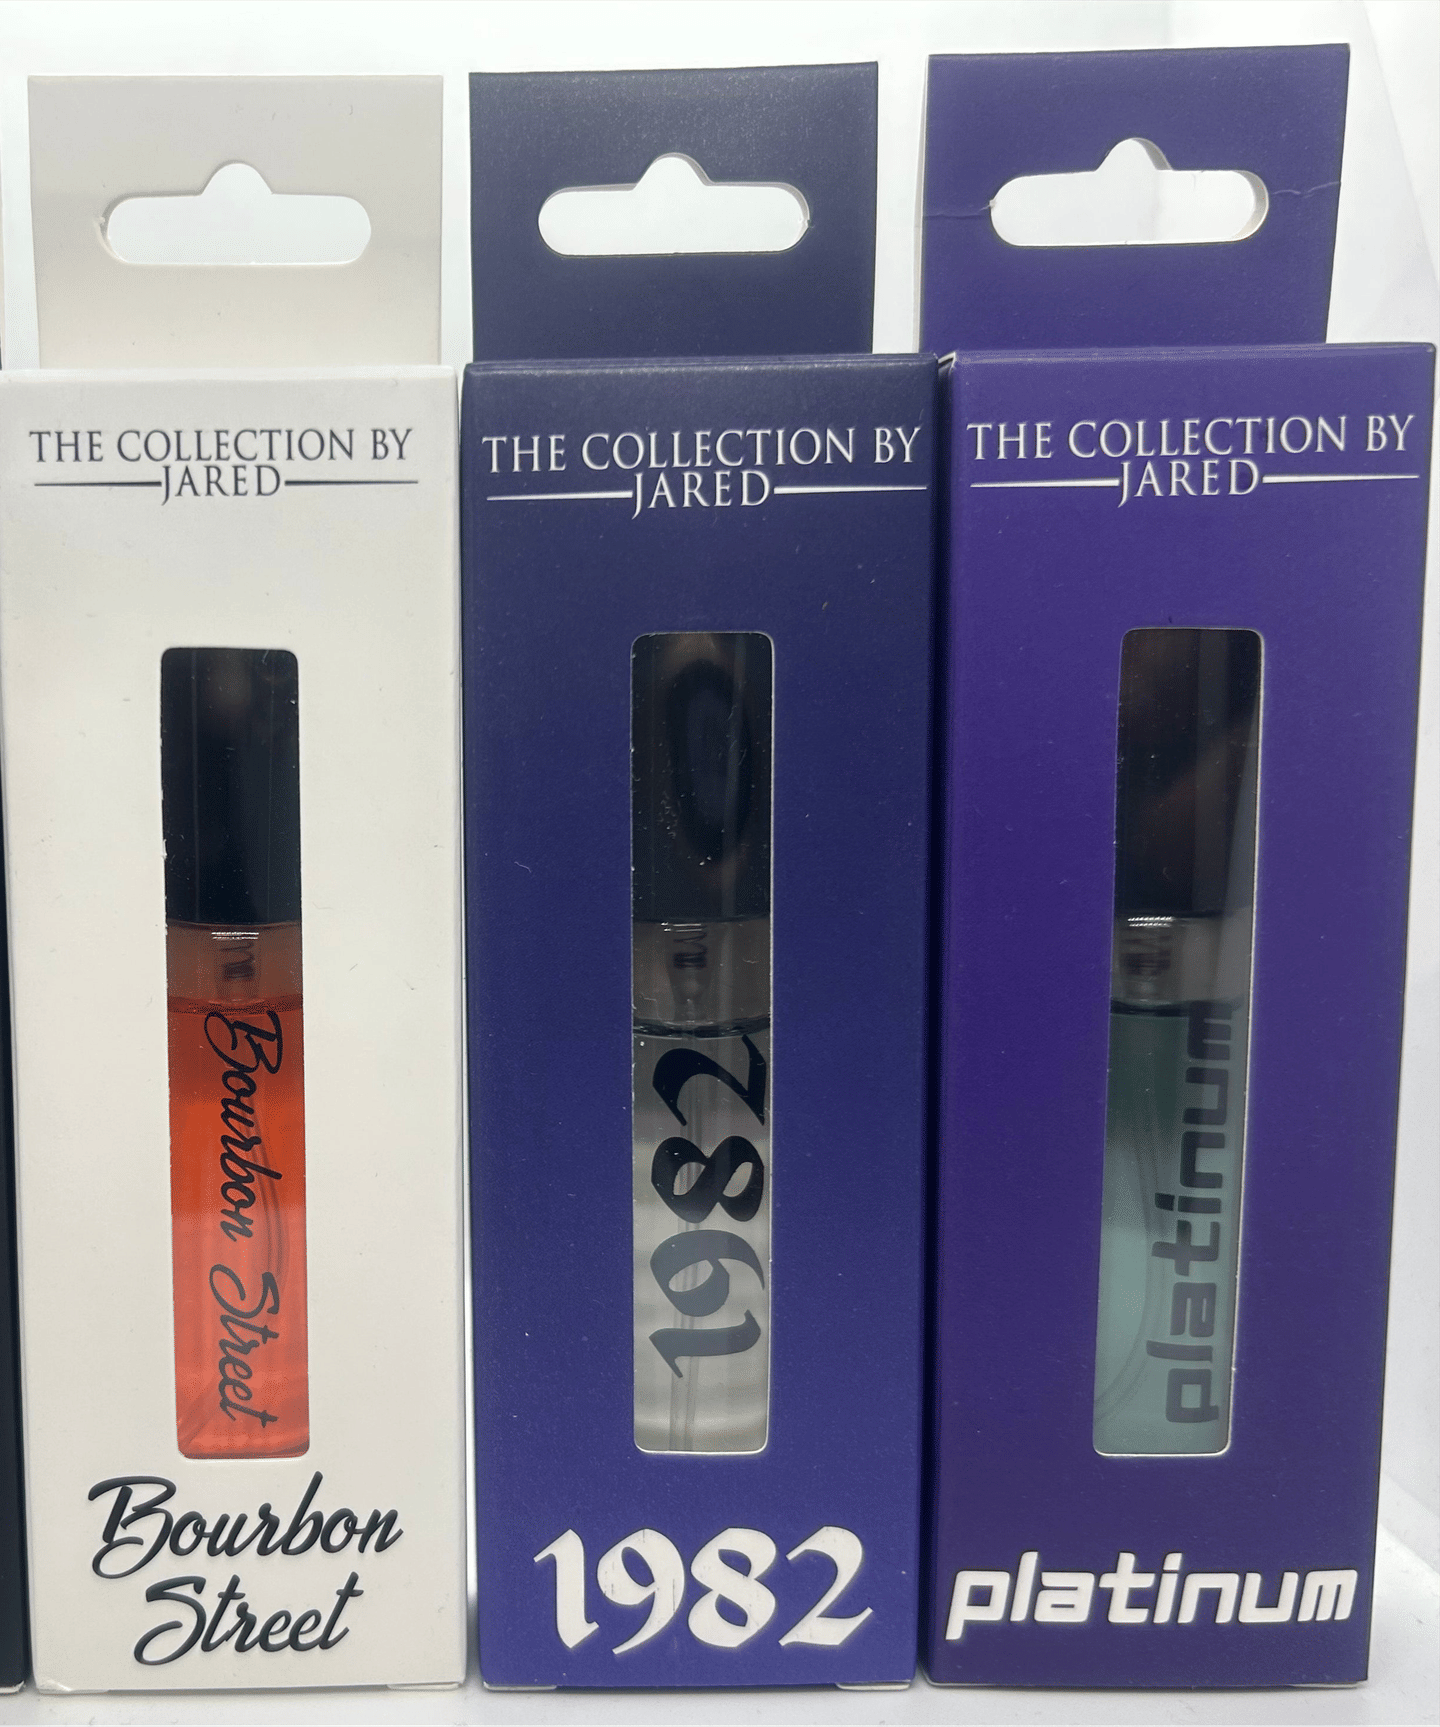 THE COLLECTION BY
JARED
Bourbon Street
Bourbon
Street
THE COLLECTION BY
JARED
1982
1982
THE COLLECTION BY
JARED
platinum
platinum